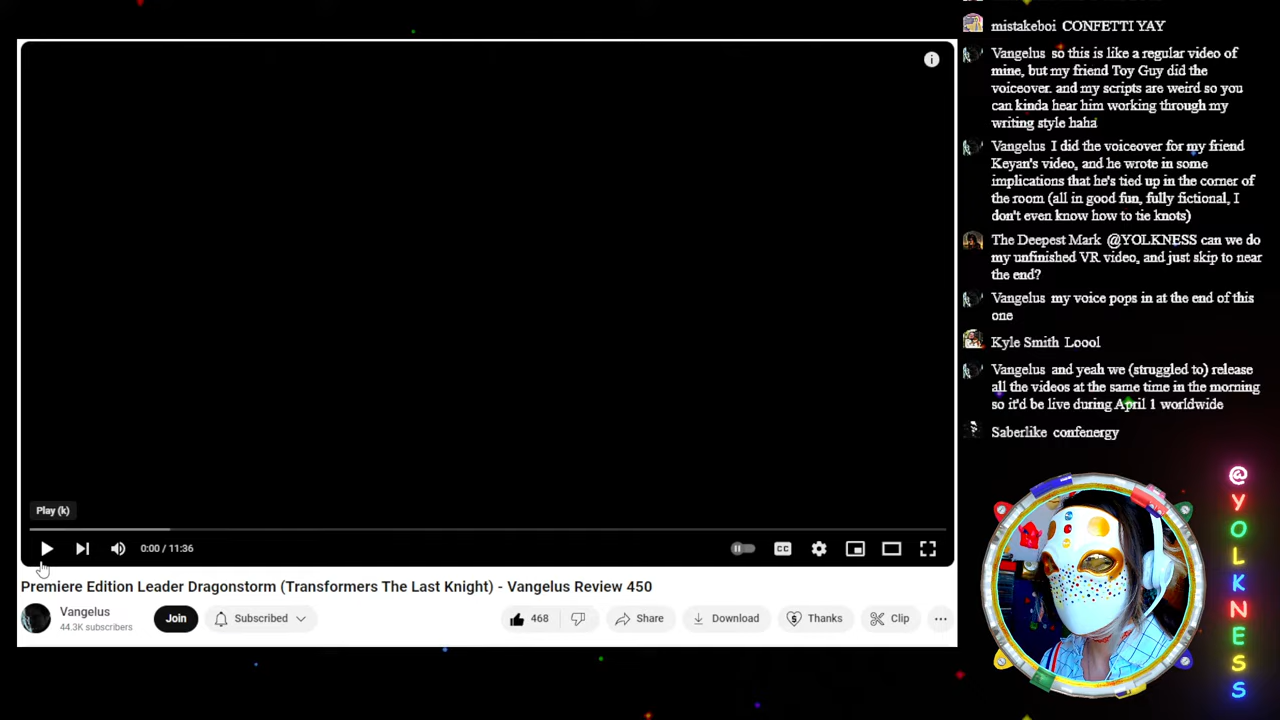 mistakeboi CONFETTI YAY
Vangelus so this is like a regular video of
mine, but my friend Toy Guy did the
voiceover. and my scripts are weird so you
can kinda hear him working through my
writing style haha
Vangelus I did the voiceover for my friend
Keyan's video, and he wrote in some
implications that he's tied up in the corner of
the room (all in good fun, fully fictional, I
don't even know how to tie knots)
The Deepest Mark @YOLKNESS can we do
my unfinished VR video, and just skip to near
the end?
Vangelus my voice pops in at the end of this
one
Kyle Smith Loool
Vangelus and yeah we (struggled to) release
all the videos at the same time in the morning
so it'd be live during April 1 worldwide
Saberlike confenergy
Play (k)
0:00 / 11:36
CC
Premiere Edition Leader Dragonstorm (Transformers The Last Knight) - Vangelus Review 450
Vangelus
44.3K subscribers
Join
Subscribed
468
Share
Download
Thanks
Clip
@YOLKNESS